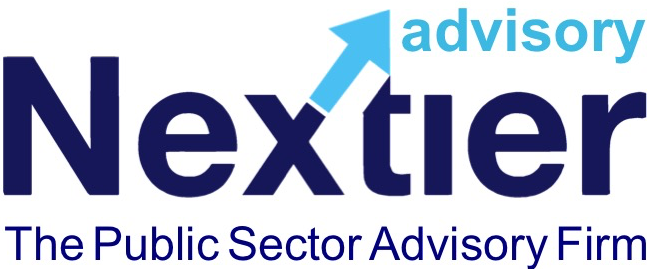 advisory
Nextier
The Public Sector Advisory Firm